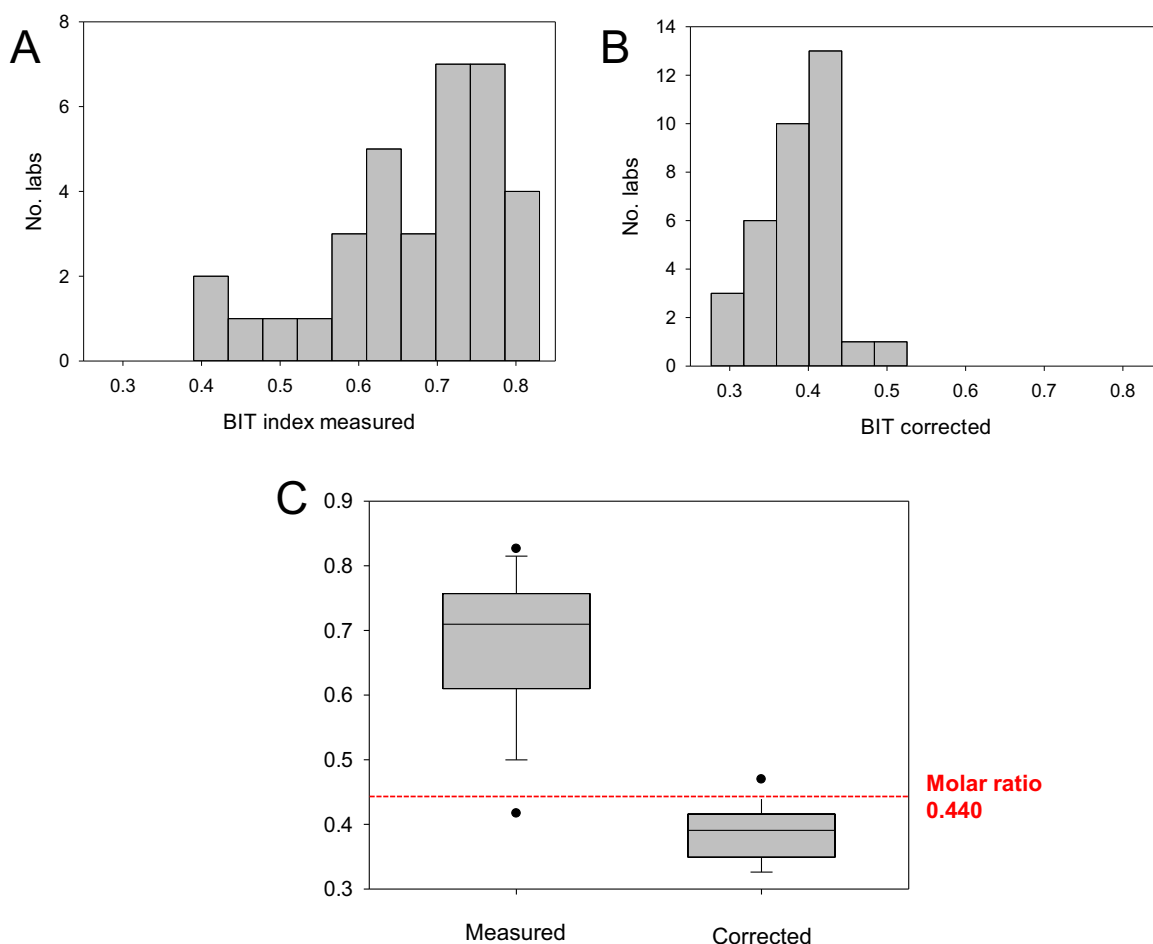 A
8
6
4
2
0
No. labs
0.3 0.4 0.5 0.6 0.7 0.8
BIT index measured
B
14
12
10
8
6
4
2
0
No. labs
0.3 0.4 0.5 0.6 0.7 0.8
BIT corrected
C
0.9
0.8
0.7
0.6
0.5
0.4
0.3
Molar ratio
0.440
Measured
Corrected